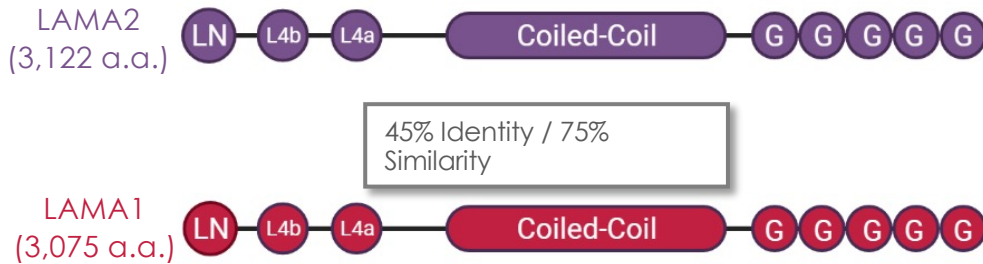 LAMA2
(3,122 a.a.)
LN L4b L4a Coiled-Coil G G G G G
45% Identity / 75%
Similarity
LAMA1
(3,075 a.a.)
LN L4b L4a Coiled-Coil G G G G G